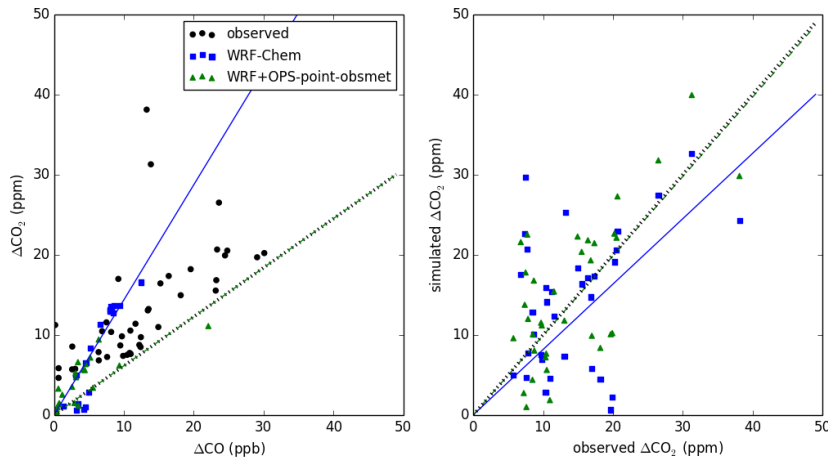 50
40
30
20
10
0
ΔCO₂ (ppm)
observed
WRF-Chem
WRF+OPS-point-obsmet
0 10 20 30 40 50
ΔCO (ppb)
50
40
30
20
10
0
simulated ΔCO₂ (ppm)
0 10 20 30 40 50
observed ΔCO₂ (ppm)